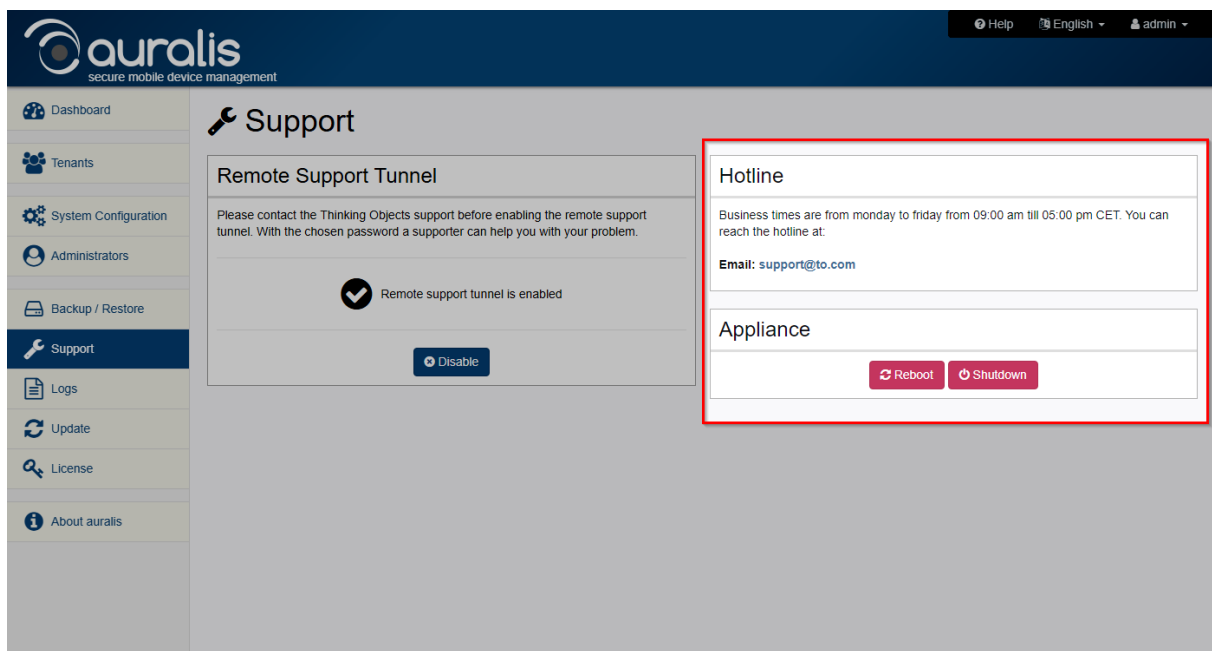 Help English admin
auralis
secure mobile device management
Dashboard
Tenants
System Configuration
Administrators
Backup / Restore
Support
Logs
Update
License
About auralis
Support
Remote Support Tunnel
Please contact the Thinking Objects support before enabling the remote support
tunnel. With the chosen password a supporter can help you with your problem.
Remote support tunnel is enabled
Disable
Hotline
Business times are from monday to friday from 09:00 am till 05:00 pm CET. You can
reach the hotline at:
Email: support@to.com
Appliance
Reboot Shutdown